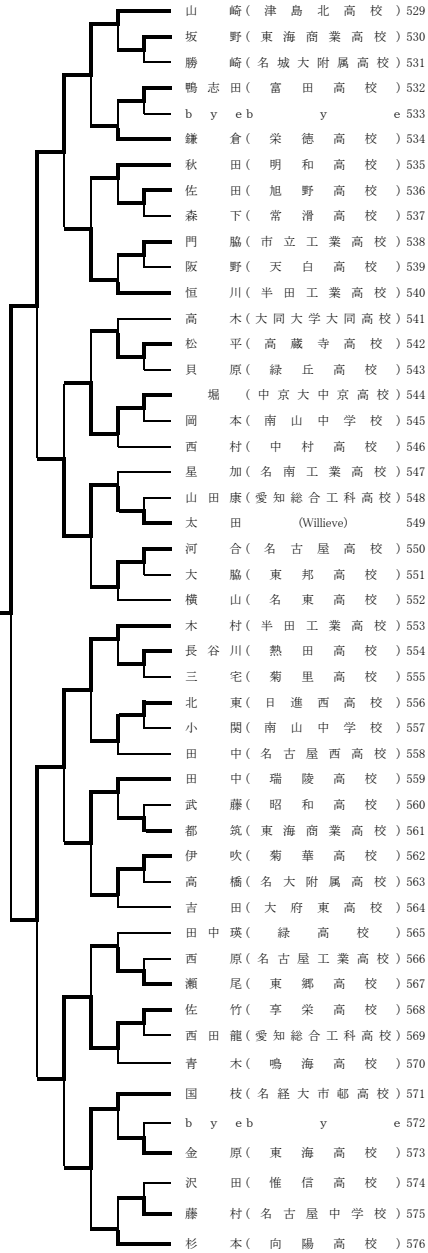 山崎(津島北高校)529
坂野(東海商業高校)530
勝崎(名城大附属高校)531
鴨志田(富田高校)532
byebye533
鎌倉(栄徳高校)534
秋田(明和高校)535
佐田(旭野高校)536
森下(常滑高校)537
門脇(市立工業高校)538
阪野(天白高校)539
恒川(半田工業高校)540
高木(大同大学大同高校)541
松平(高蔵寺高校)542
貝原(緑丘高校)543
堀(中京大中京高校)544
岡本(南山中学校)545
西村(中村高校)546
星加(名南工業高校)547
山田康(愛知総合工科高校)548
太田(Willieve)549
河合(名古屋高校)550
大脇(東邦高校)551
横山(名東高校)552
木村(半田工業高校)553
長谷川(熱田高校)554
三宅(菊里高校)555
北東(日進西高校)556
小関(南山中学校)557
田中(名古屋西高校)558
田中(瑞陵高校)559
武藤(昭和高校)560
都筑(東海商業高校)561
伊吹(菊華高校)562
高橋(名大附属高校)563
吉田(大府東高校)564
田中瑛(緑高校)565
西原(名古屋工業高校)566
瀬尾(東郷高校)567
佐竹(享栄高校)568
西田龍(愛知総合工科高校)569
青木(鳴海高校)570
国枝(名経大市邨高校)571
byebye572
金原(東海高校)573
沢田(惟信高校)574
藤村(名古屋中学校)575
杉本(向陽高校)576